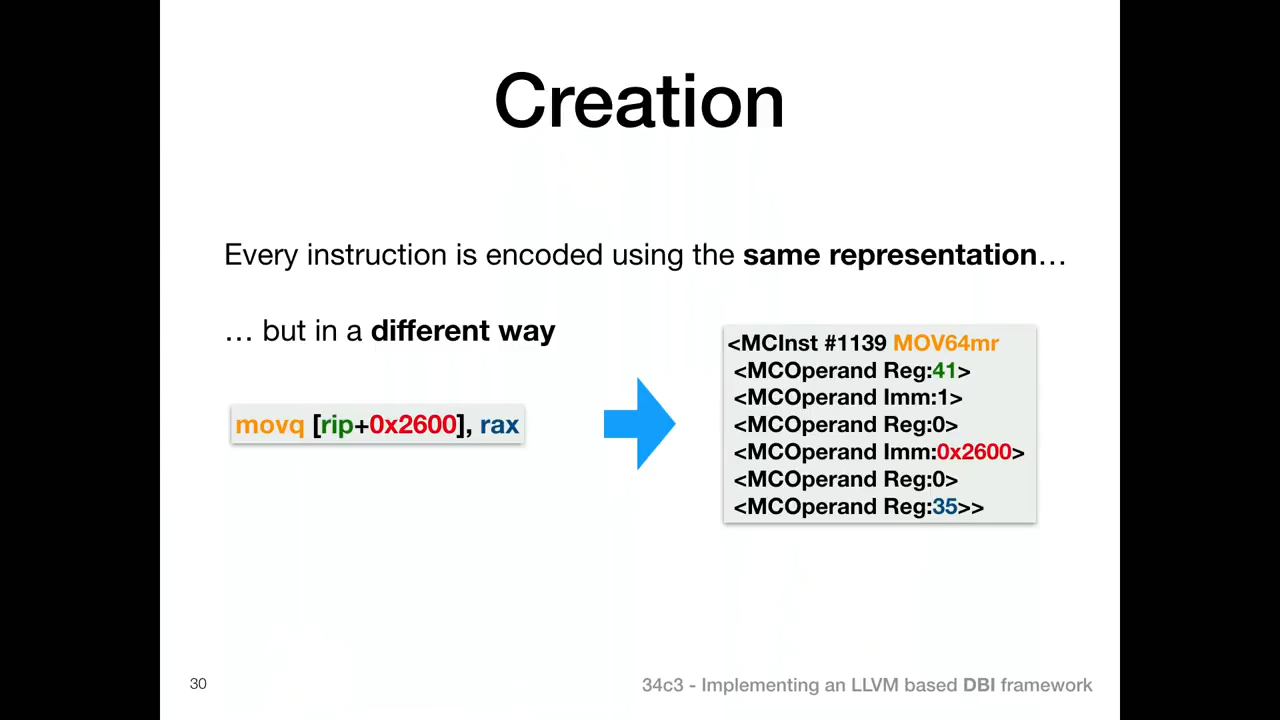 Creation
Every instruction is encoded using the same representation…
… but in a different way
movq [rip+0x2600], rax
<MCInst #1139 MOV64mr
<MCOperand Reg:41>
<MCOperand Imm:1>
<MCOperand Reg:0>
<MCOperand Imm:0x2600>
<MCOperand Reg:0>
<MCOperand Reg:35>>
30
34c3 - Implementing an LLVM based DBI framework